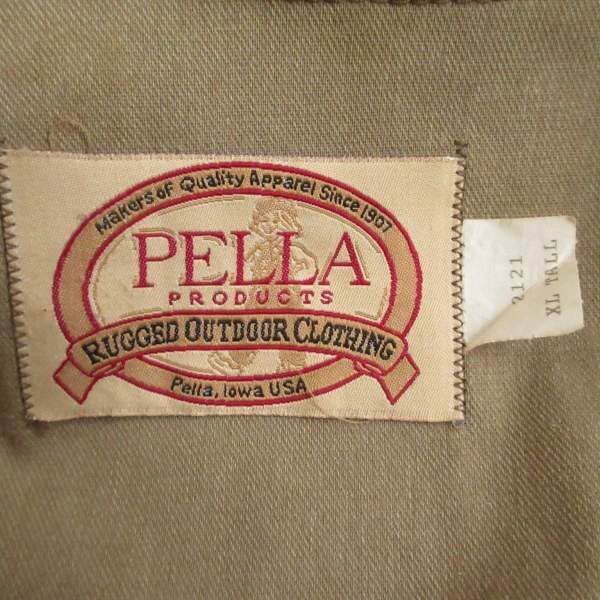 Makers of Quality Apparel Since 1907
PELLA
PRODUCTS
RUGGED OUTDOOR CLOTHING
Pella, Iowa USA
2121
XL TALL